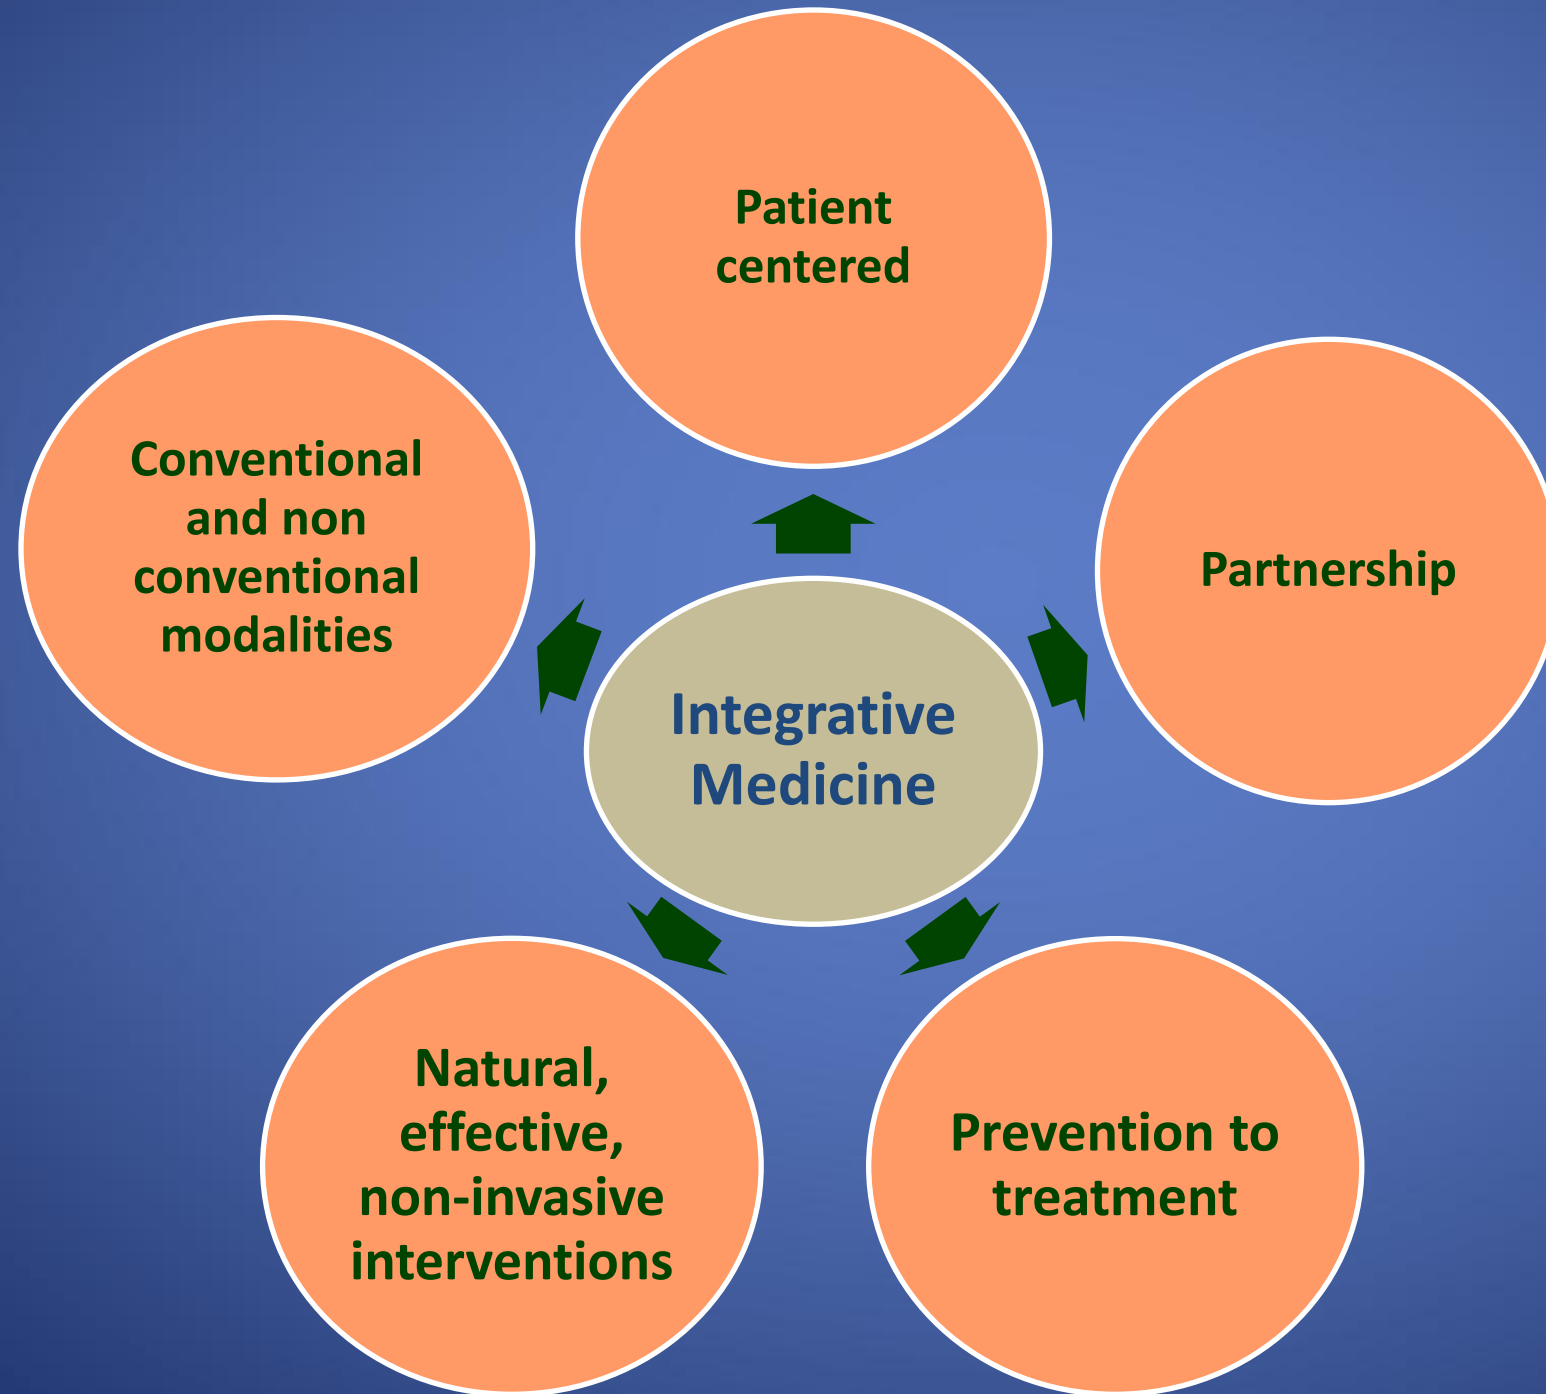 Patient
centered
Conventional
and non
conventional
modalities
Partnership
Integrative
Medicine
Natural,
effective,
non-invasive
interventions
Prevention to
treatment